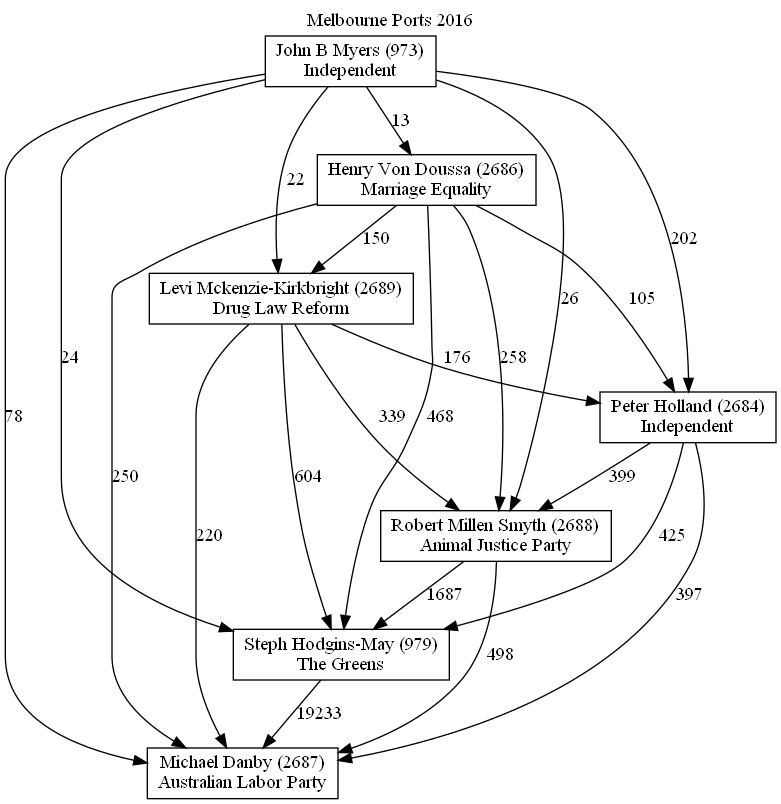 Melbourne Ports 2016
John B Myers (973)
Independent
13
Henry Von Doussa (2686)
Marriage Equality
22
150
202
Levi Mckenzie-Kirkbright (2689)
Drug Law Reform
26
105
24
176
258
78
339
468
Peter Holland (2684)
Independent
250
604
399
220
Robert Millen Smyth (2688)
Animal Justice Party
425
1687
397
Steph Hodgins-May (979)
The Greens
498
19233
Michael Danby (2687)
Australian Labor Party